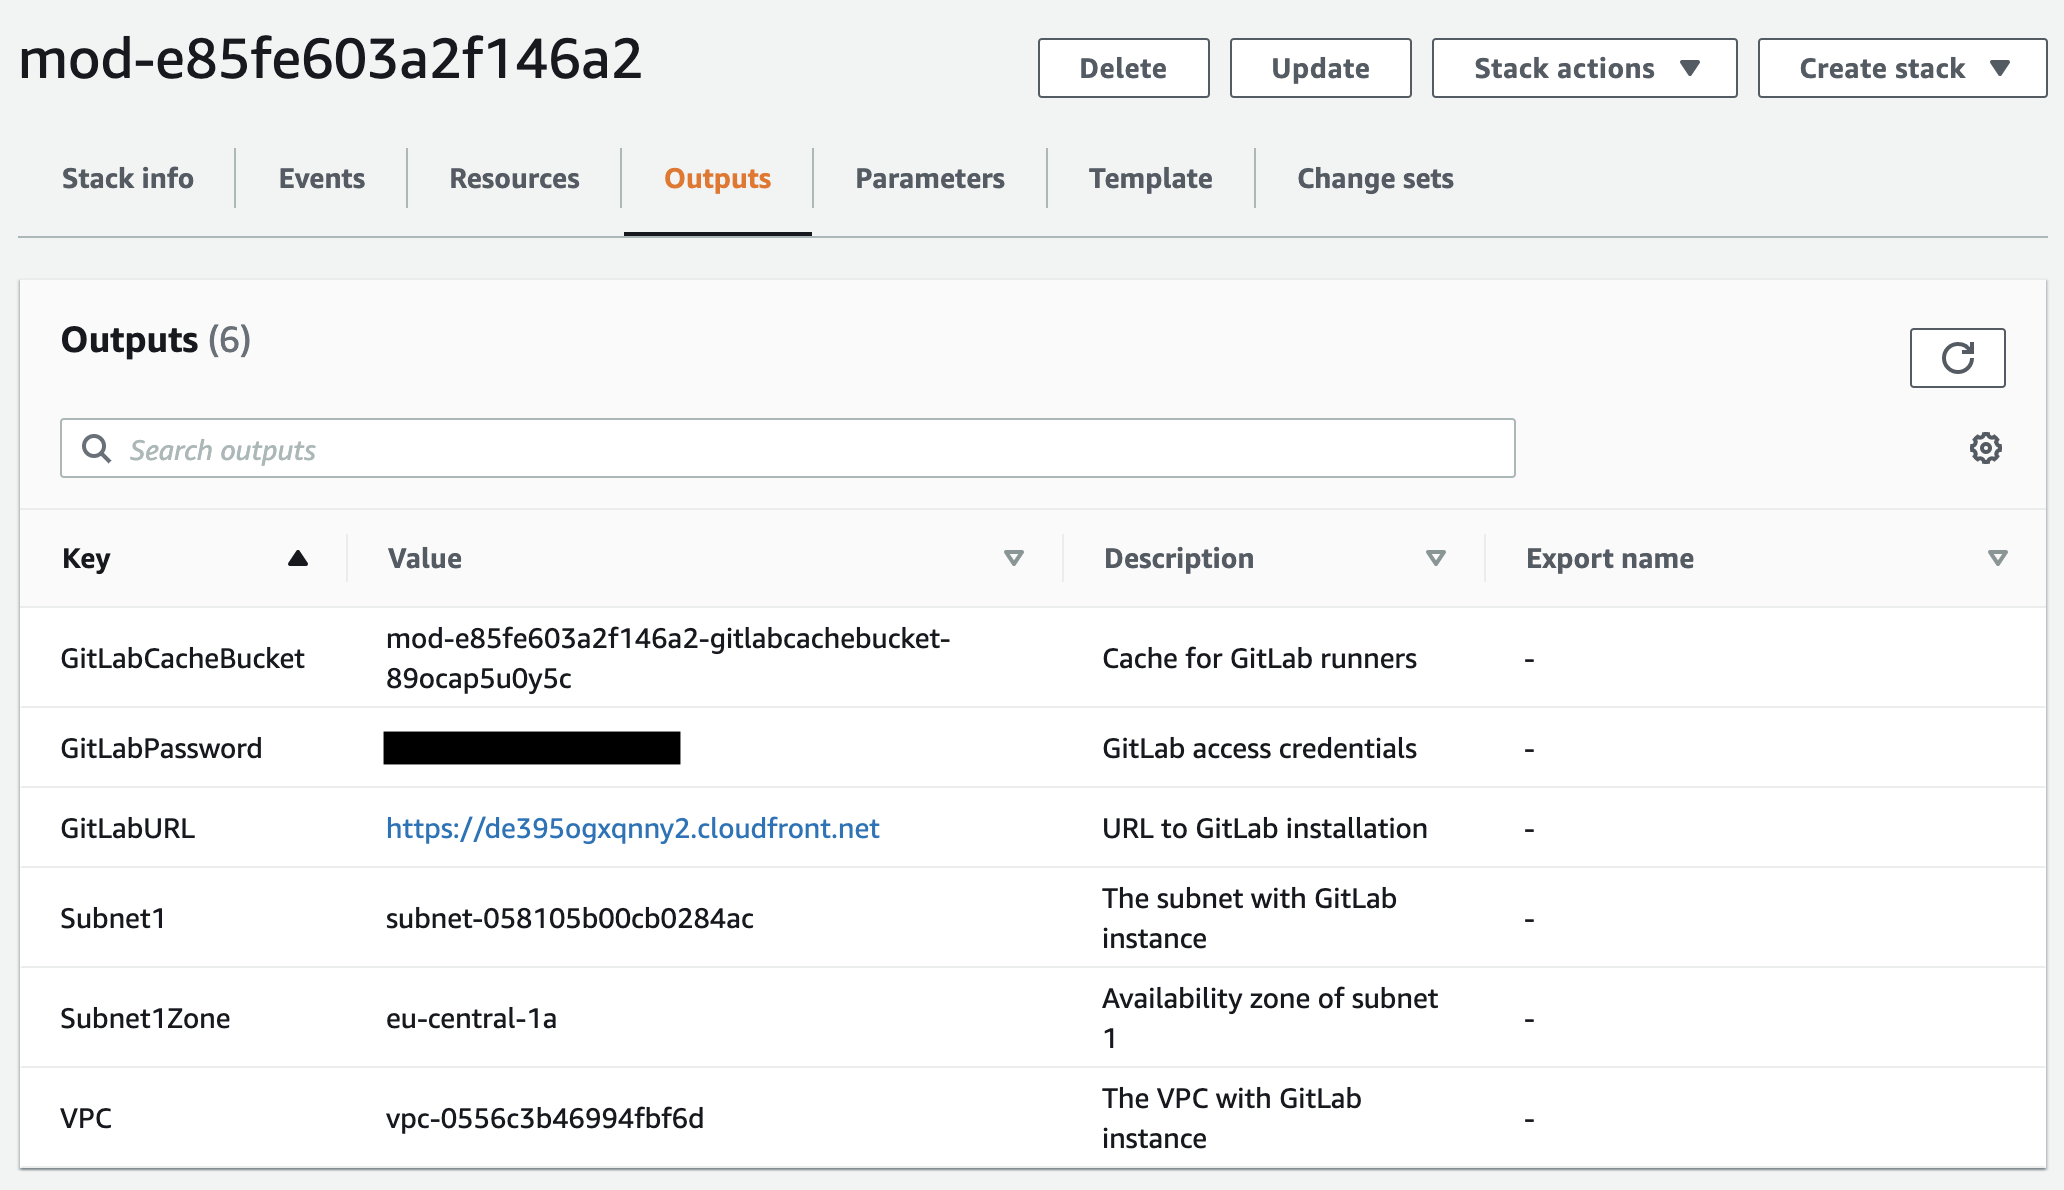 mod-e85fe603a2f146a2
Delete
Update
Stack actions
Create stack
Stack info
Events
Resources
Outputs
Parameters
Template
Change sets
Outputs (6)
Search outputs
Key
Value
Description
Export name
GitLabCacheBucket
mod-e85fe603a2f146a2-gitlabcachebucket-
89ocap5u0y5c
Cache for GitLab runners
-
GitLabPassword
GitLab access credentials
-
GitLabURL
https://de395ogxqnny2.cloudfront.net
URL to GitLab installation
-
Subnet1
subnet-058105b00cb0284ac
The subnet with GitLab
instance
-
Subnet1Zone
eu-central-1a
Availability zone of subnet
1
-
VPC
vpc-0556c3b46994fbf6d
The VPC with GitLab
instance
-